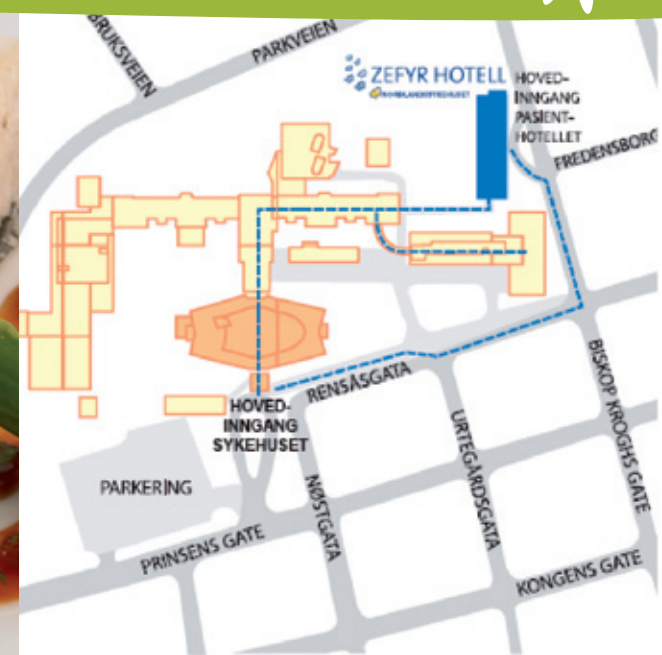 BRUKSVEIEN
PARKVEIEN
ZEFYR HOTELL
NORDLANDSSYKEHUSET
HOVED-
INNGANG
PASIENT-
HOTELLET
FREDENSBORG
RENSÅSGATA
HOVED-
INNGANG
SYKEHUSET
BISKOP KROGHS GATE
URTEGÅRDSGATA
NØSTGATA
PARKERING
PRINSENS GATE
KONGENS GATE